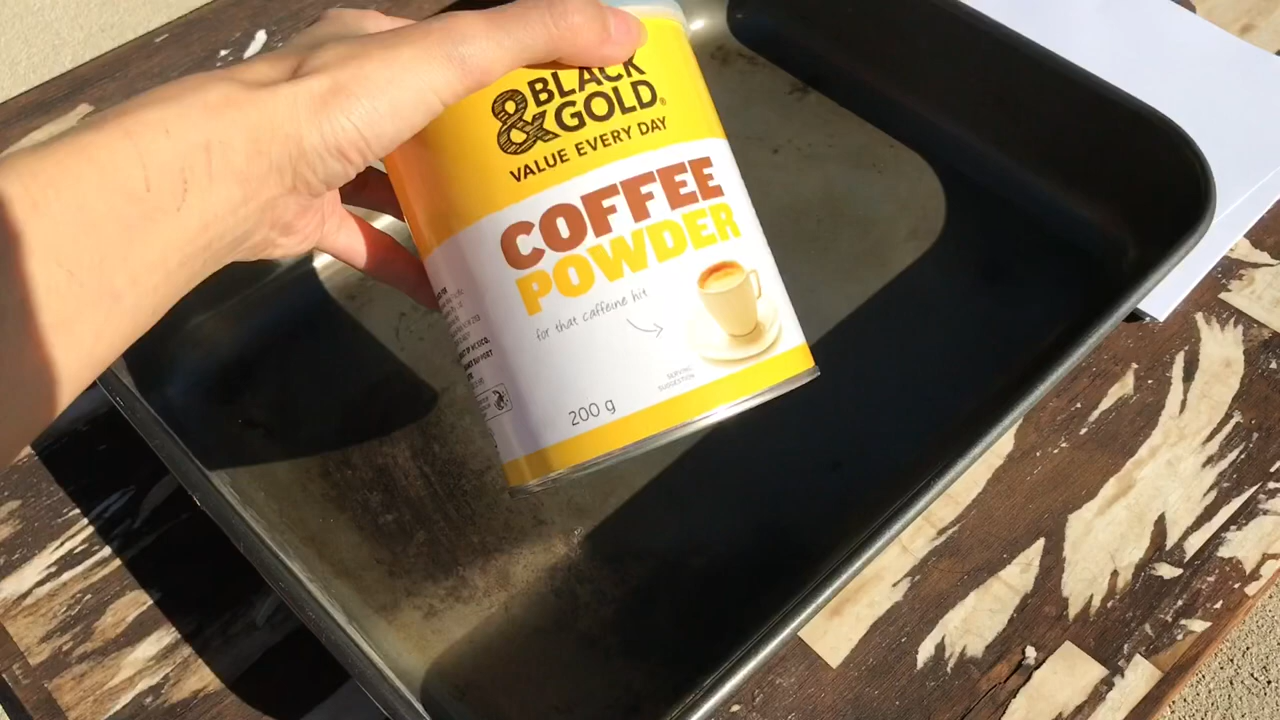 BLACK
& GOLD®
VALUE EVERY DAY
COFFEE
POWDER
for that caffeine hit
SERVING
SUGGESTION
200 g